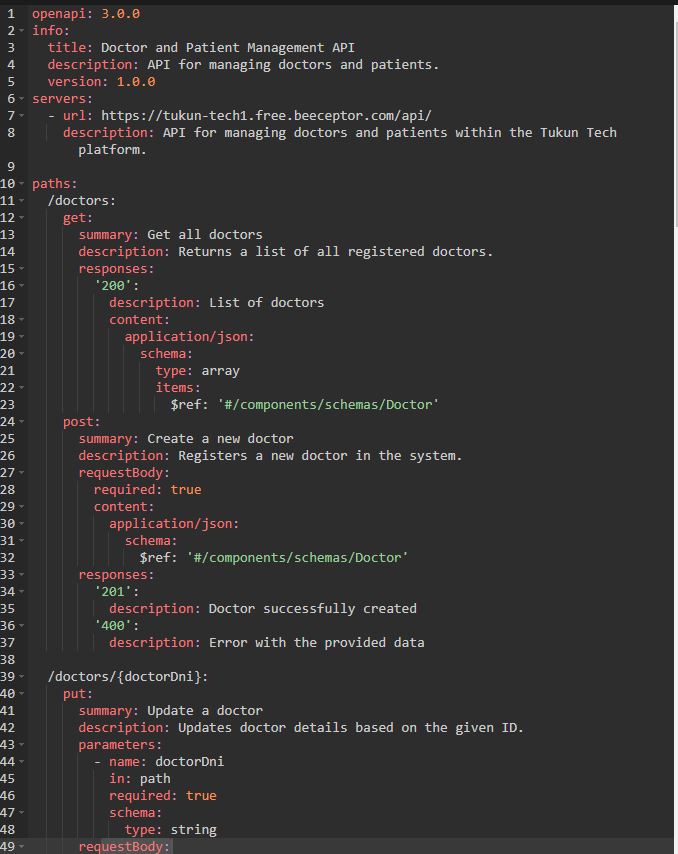 1 openapi: 3.0.0
2 info:
3   title: Doctor and Patient Management API
4   description: API for managing doctors and patients.
5   version: 1.0.0
6 servers:
7   - url: https://tukun-tech1.free.beeceptor.com/api/
8     description: API for managing doctors and patients within the Tukun Tech
      platform.
9
10 paths:
11   /doctors:
12     get:
13       summary: Get all doctors
14       description: Returns a list of all registered doctors.
15       responses:
16         '200':
17           description: List of doctors
18           content:
19             application/json:
20               schema:
21                 type: array
22                 items:
23                   $ref: '#/components/schemas/Doctor'
24     post:
25       summary: Create a new doctor
26       description: Registers a new doctor in the system.
27       requestBody:
28         required: true
29         content:
30           application/json:
31             schema:
32               $ref: '#/components/schemas/Doctor'
33       responses:
34         '201':
35           description: Doctor successfully created
36         '400':
37           description: Error with the provided data
38
39   /doctors/{doctorDni}:
40     put:
41       summary: Update a doctor
42       description: Updates doctor details based on the given ID.
43       parameters:
44         - name: doctorDni
45           in: path
46           required: true
47           schema:
48             type: string
49       requestBody: